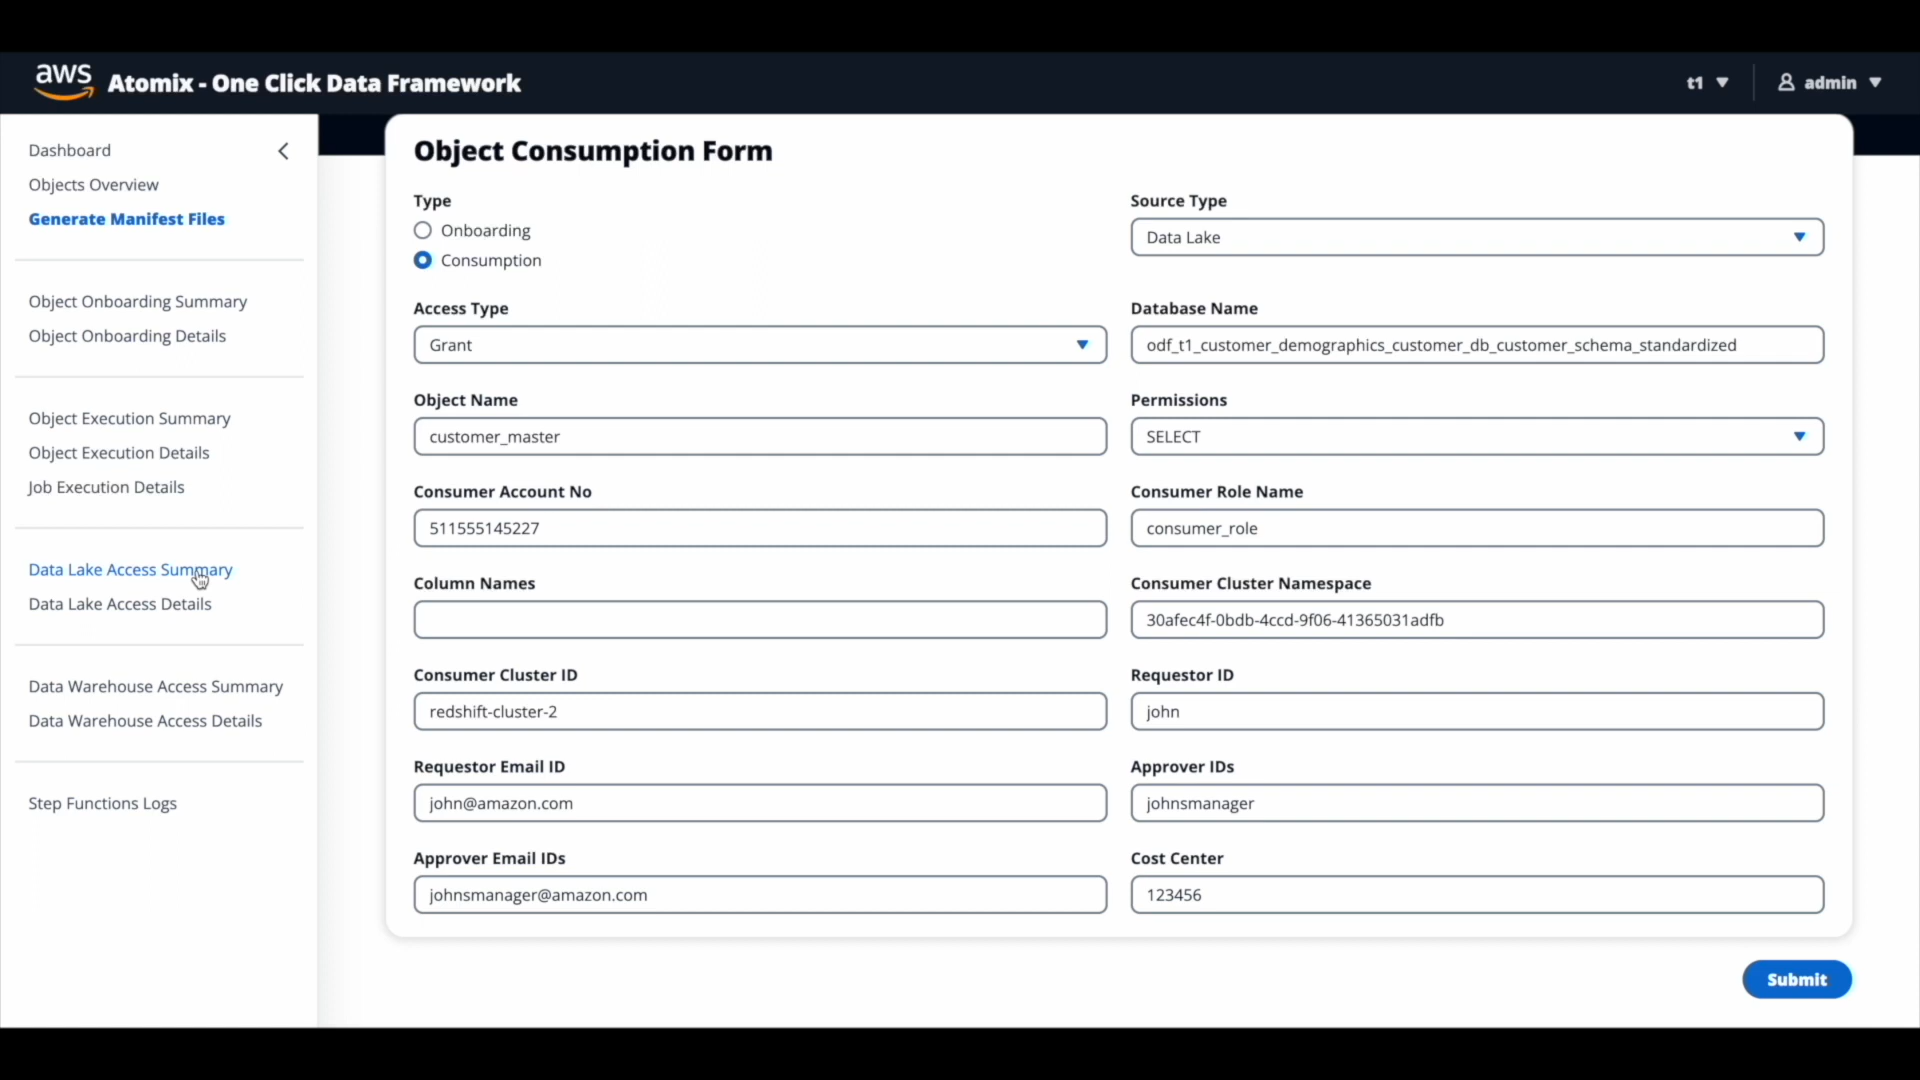 aws Atomix - One Click Data Framework
t1
admin
Dashboard
Objects Overview
Generate Manifest Files
Object Onboarding Summary
Object Onboarding Details
Object Execution Summary
Object Execution Details
Job Execution Details
Data Lake Access Summary
Data Lake Access Details
Data Warehouse Access Summary
Data Warehouse Access Details
Step Functions Logs
Object Consumption Form
Type
Onboarding
Consumption
Source Type
Data Lake
Access Type
Grant
Database Name
odf_t1_customer_demographics_customer_db_customer_schema_standardized
Object Name
customer_master
Permissions
SELECT
Consumer Account No
511555145227
Consumer Role Name
consumer_role
Column Names
Consumer Cluster Namespace
30afec4f-0bdb-4ccd-9f06-41365031adfb
Consumer Cluster ID
redshift-cluster-2
Requestor ID
john
Requestor Email ID
john@amazon.com
Approver IDs
johnsmanager
Approver Email IDs
johnsmanager@amazon.com
Cost Center
123456
Submit